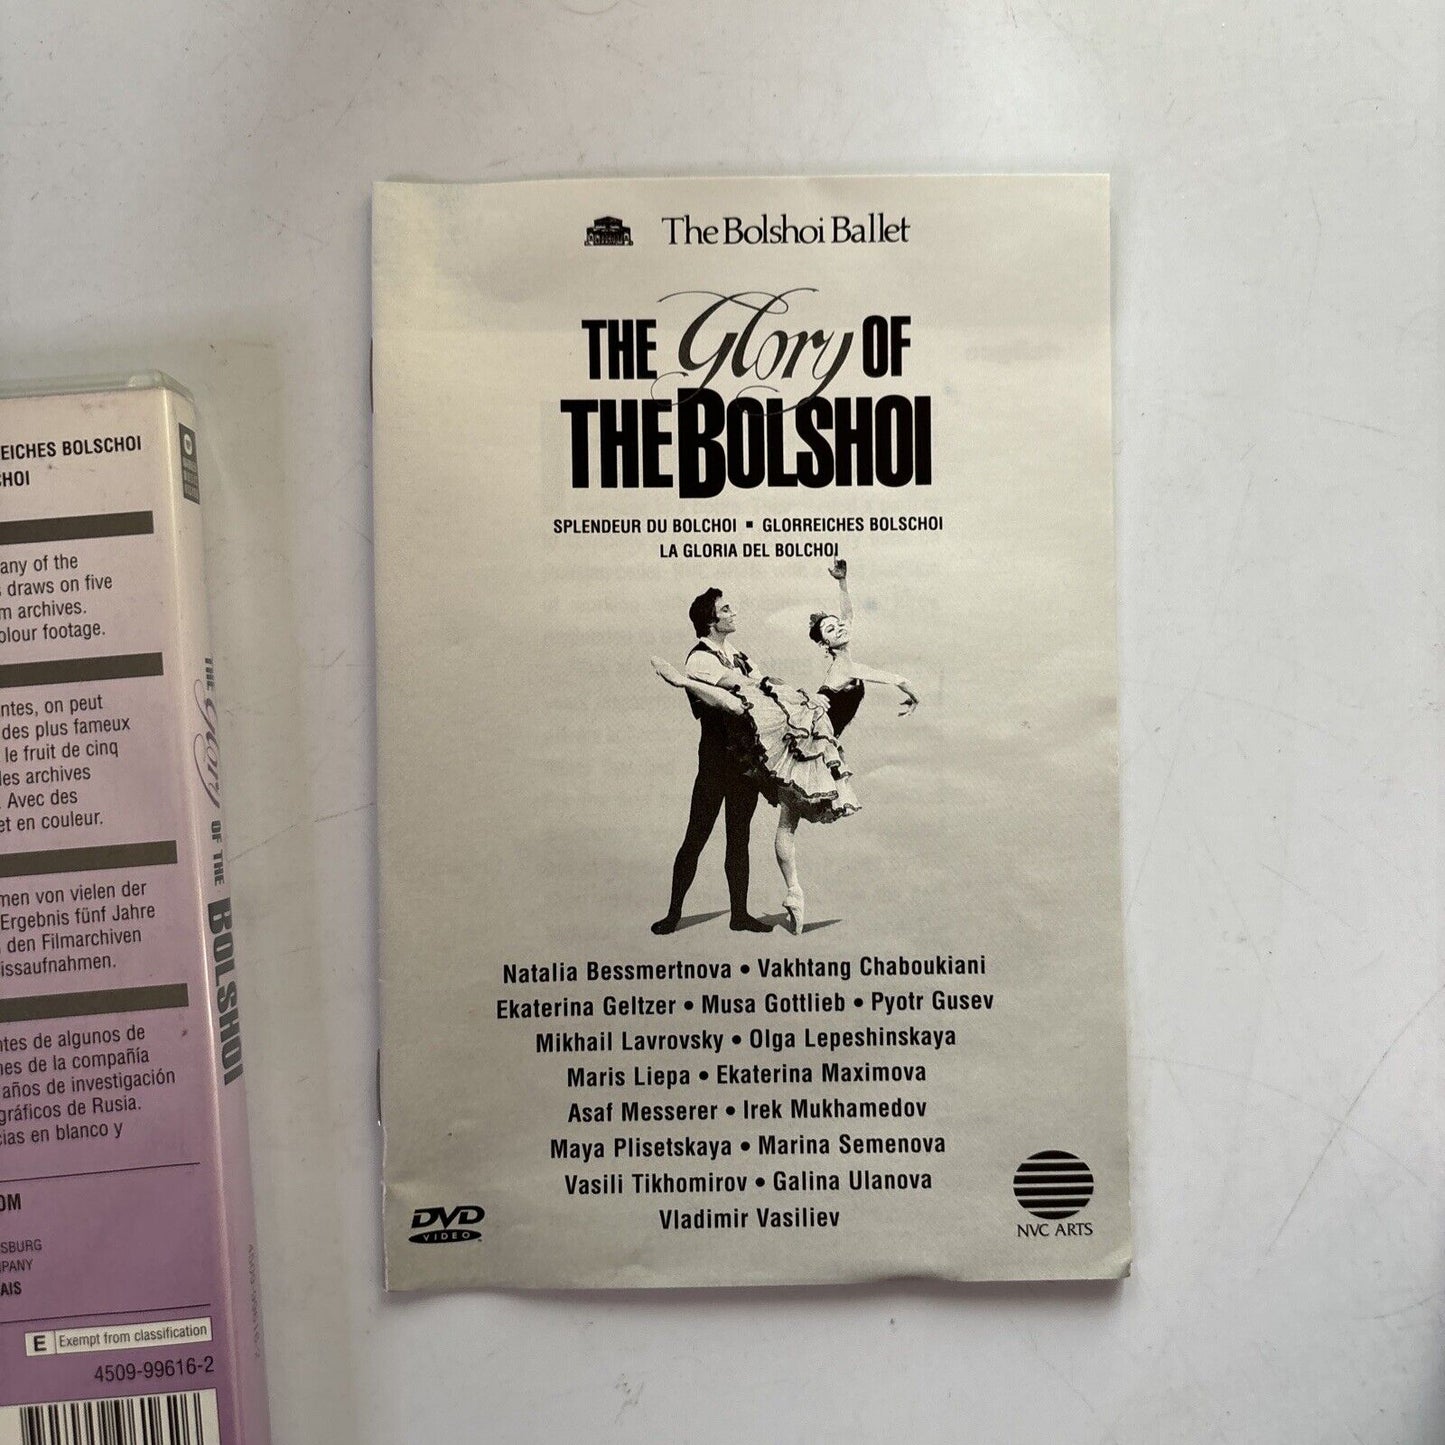 The Bolshoi Ballet
THE Glory OF
THE BOLSHOI
SPLENDEUR DU BOLCHOI ▪ GLORREICHES BOLSCHOI
LA GLORIA DEL BOLCHOI
Natalia Bessmertnova • Vakhtang Chaboukiani
Ekaterina Geltzer • Musa Gottlieb • Pyotr Gusev
Mikhail Lavrovsky • Olga Lepeshinskaya
Maris Liepa • Ekaterina Maximova
Asaf Messerer • Irek Mukhamedov
Maya Plisetskaya • Marina Semenova
Vasili Tikhomirov • Galina Ulanova
Vladimir Vasiliev
DVD
VIDEO
NVC ARTS
EICHES BOLSCHOI
CHOI
any of the
draws on five
m archives.
olour footage.
ntes, on peut
des plus fameux
le fruit de cinq
les archives
. Avec des
et en couleur.
men von vielen der
Ergebnis fünf Jahre
den Filmarchiven
issaufnahmen.
ntes de algunos de
nes de la compañía
años de investigación
gráficos de Rusia.
cias en blanco y
OM
SBURG
MPANY
AIS
E Exempt from classification
4509-99616-2
THE Glory OF THE BOLSHOI